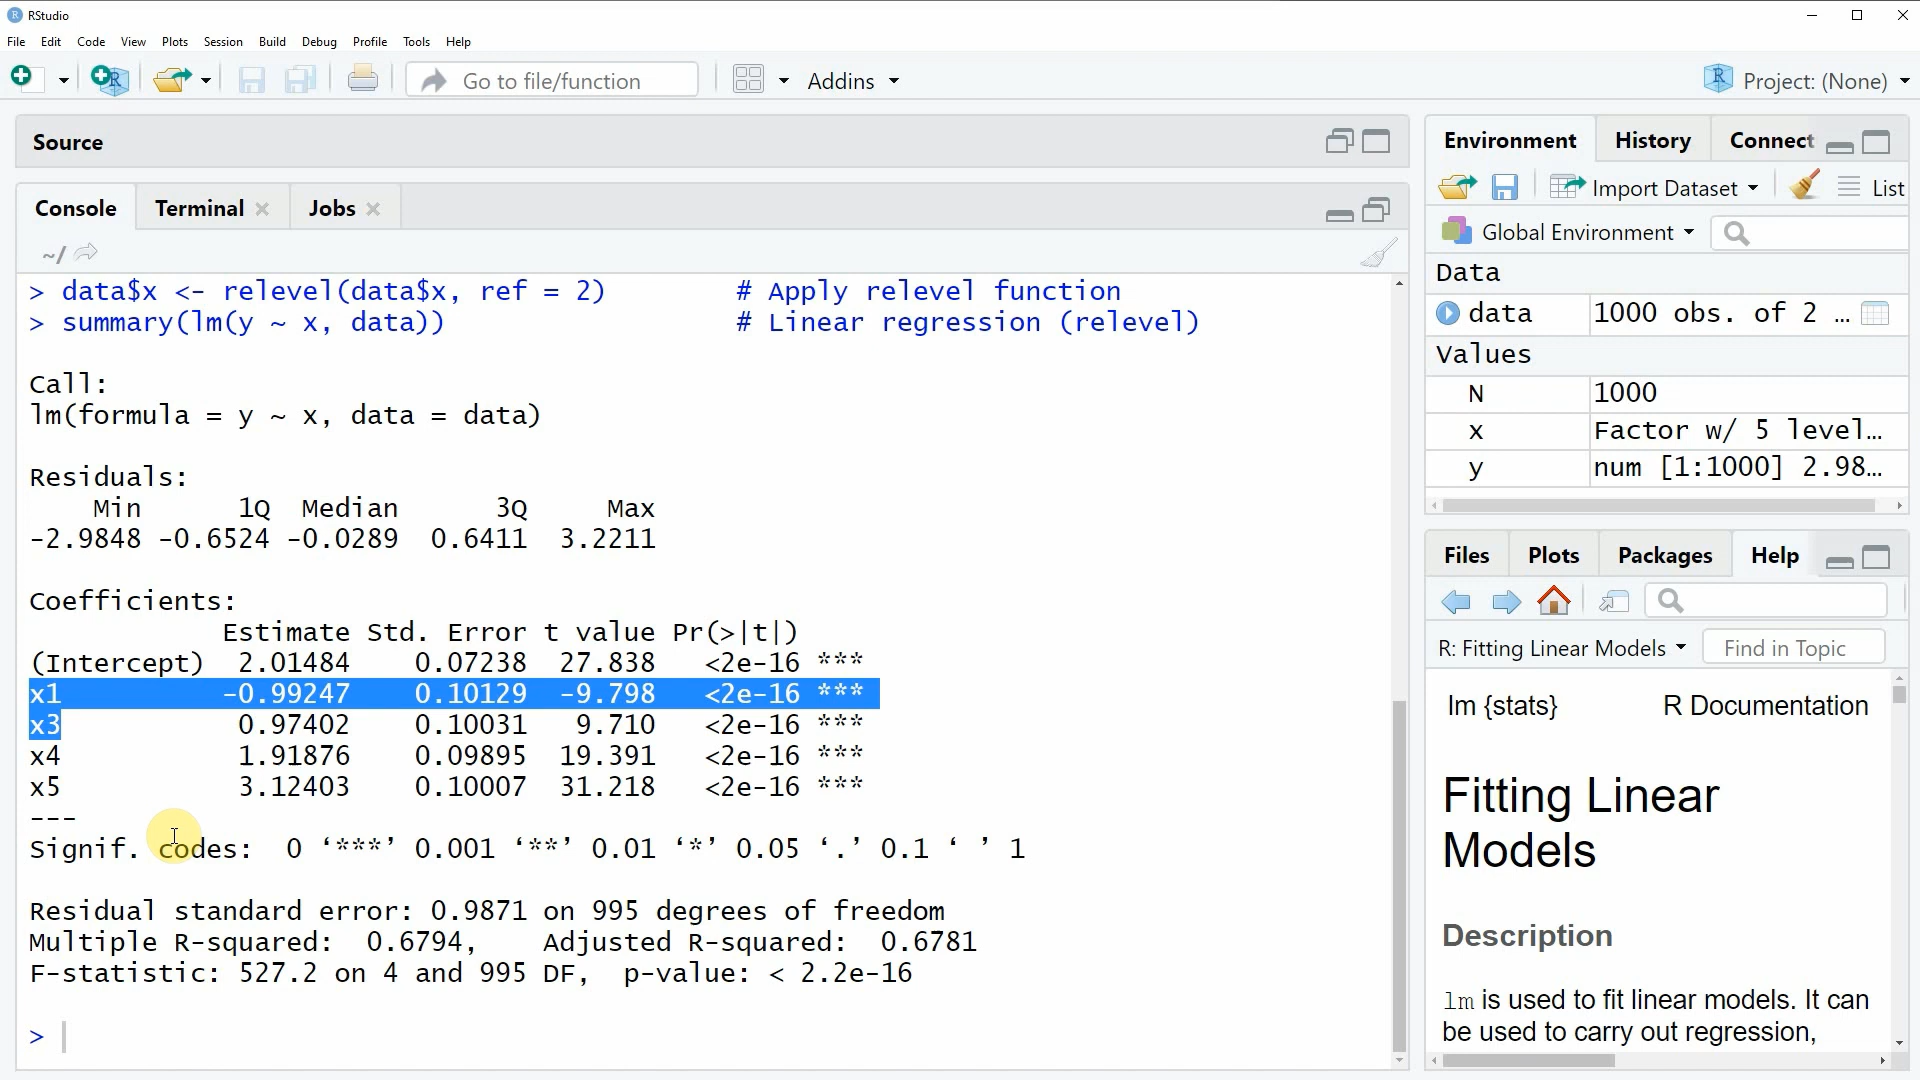 RStudio
File Edit Code View Plots Session Build Debug Profile Tools Help
Go to file/function Addins Project: (None)
Source
Console Terminal Jobs
~/
> data$x <- relevel(data$x, ref = 2) # Apply relevel function
> summary(lm(y ~ x, data)) # Linear regression (relevel)
Call:
lm(formula = y ~ x, data = data)
Residuals:
Min 1Q Median 3Q Max
-2.9848 -0.6524 -0.0289 0.6411 3.2211
Coefficients:
Estimate Std. Error t value Pr(>|t|)
(Intercept) 2.01484 0.07238 27.838 <2e-16 ***
x1 -0.99247 0.10129 -9.798 <2e-16 ***
x3 0.97402 0.10031 9.710 <2e-16 ***
x4 1.91876 0.09895 19.391 <2e-16 ***
x5 3.12403 0.10007 31.218 <2e-16 ***
---
Signif. codes: 0 ‘***’ 0.001 ‘**’ 0.01 ‘*’ 0.05 ‘.’ 0.1 ‘ ’ 1
Residual standard error: 0.9871 on 995 degrees of freedom
Multiple R-squared: 0.6794, Adjusted R-squared: 0.6781
F-statistic: 527.2 on 4 and 995 DF, p-value: < 2.2e-16
>
Environment History Connect
Import Dataset List
Global Environment
Data
data 1000 obs. of 2 …
Values
N 1000
x Factor w/ 5 level…
y num [1:1000] 2.98…
Files Plots Packages Help
R: Fitting Linear Models Find in Topic
lm {stats} R Documentation
Fitting Linear
Models
Description
lm is used to fit linear models. It can
be used to carry out regression,